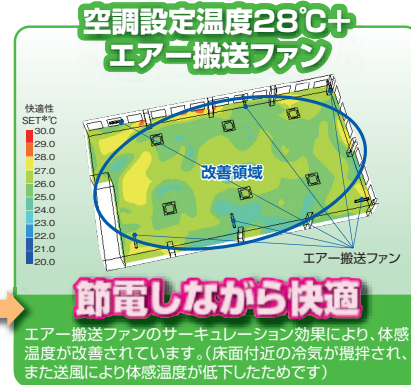 空調設定温度28℃+
エアー搬送ファン
快適性
SET*℃
30.0
29.0
28.0
27.0
26.0
25.0
24.0
23.0
22.0
21.0
20.0
改善領域
エアー搬送ファン
節電しながら快適
エアー搬送ファンのサーキュレーション効果により、体感
温度が改善されています。(床面付近の冷気が攪拌され、
また送風により体感温度が低下したためです)